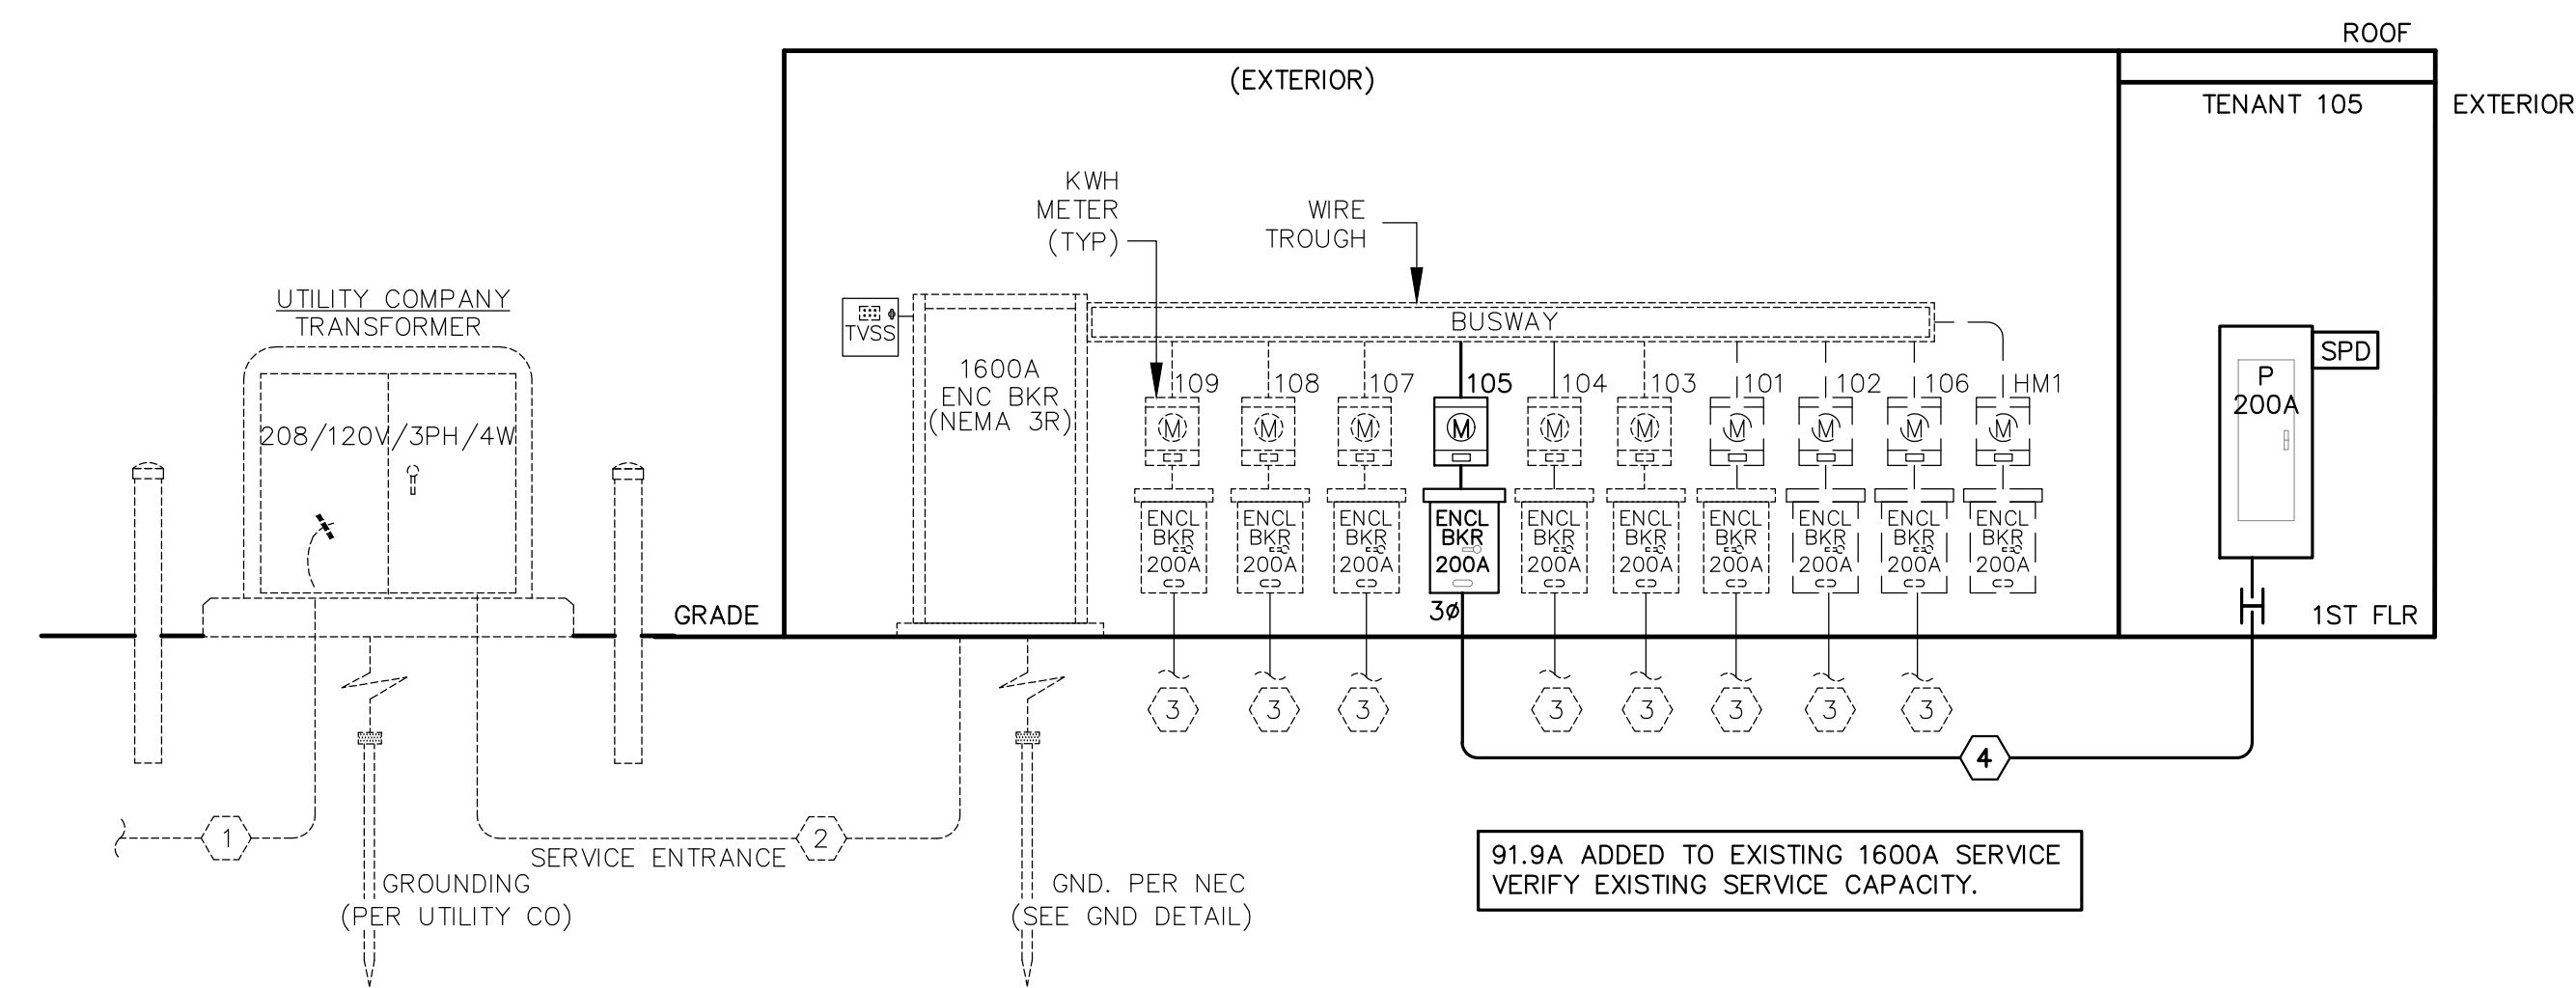 ROOF
(EXTERIOR)
TENANT 105
EXTERIOR
KWH
METER
(TYP)
WIRE
TROUGH
UTILITY COMPANY
TRANSFORMER
208/120V/3PH/4W
TVSS
1600A
ENC BKR
(NEMA 3R)
BUSWAY
109
108
107
105
104
103
101
102
106
HM1
M
M
M
M
M
M
M
M
M
M
ENCL
BKR
200A
ENCL
BKR
200A
ENCL
BKR
200A
ENCL
BKR
200A
ENCL
BKR
200A
ENCL
BKR
200A
ENCL
BKR
200A
ENCL
BKR
200A
ENCL
BKR
200A
ENCL
BKR
200A
3ø
SPD
P
200A
GRADE
1ST FLR
3
3
3
3
3
3
3
3
4
1
2
SERVICE ENTRANCE
GROUNDING
(PER UTILITY CO)
GND. PER NEC
(SEE GND DETAIL)
91.9A ADDED TO EXISTING 1600A SERVICE
VERIFY EXISTING SERVICE CAPACITY.